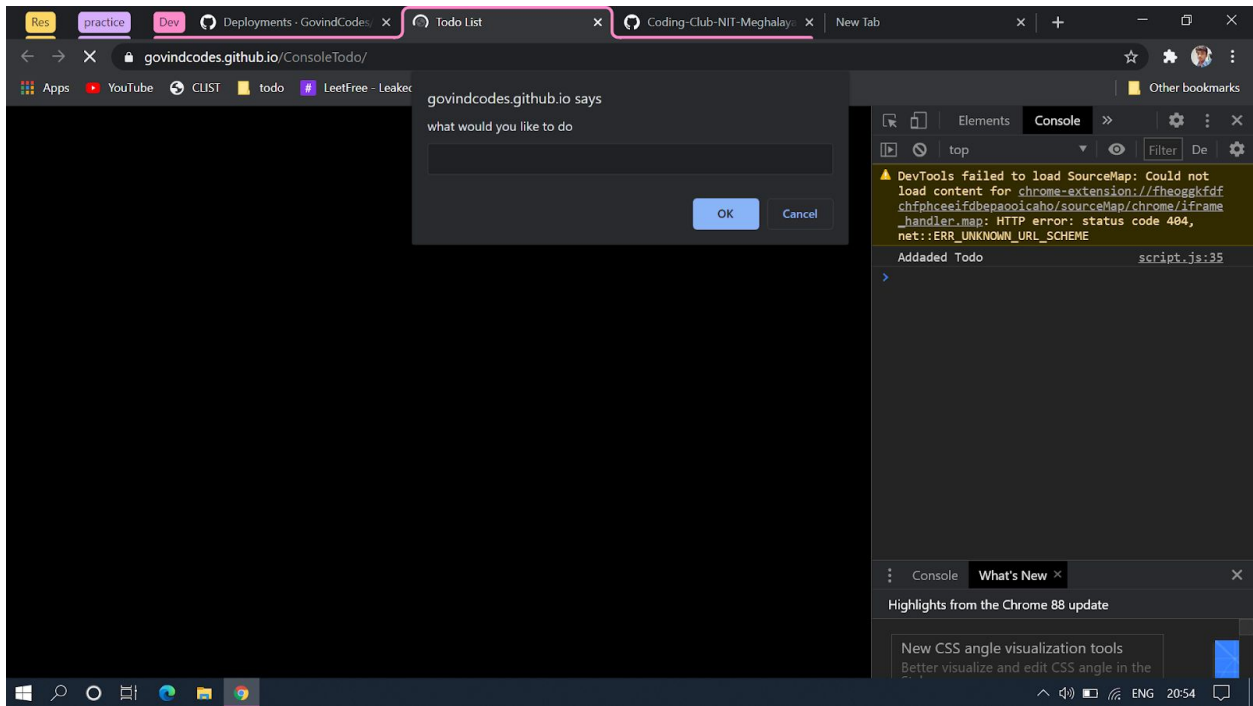 Res practice Dev Deployments · GovindCodes/ Todo List Coding-Club-NIT-Meghalaya New Tab
govindcodes.github.io/ConsoleTodo/
Apps YouTube CLIST todo # LeetFree - Leaked Other bookmarks
govindcodes.github.io says
what would you like to do
OK Cancel
Elements Console »
top Filter De
DevTools failed to load SourceMap: Could not
load content for chrome-extension://fheoggkfdf
chfphceeifdbepaooicaho/sourceMap/chrome/iframe
_handler.map: HTTP error: status code 404,
net::ERR_UNKNOWN_URL_SCHEME
Addaded Todo script.js:35
>
Console What's New
Highlights from the Chrome 88 update
New CSS angle visualization tools
Better visualize and edit CSS angle in the
ENG 20:54